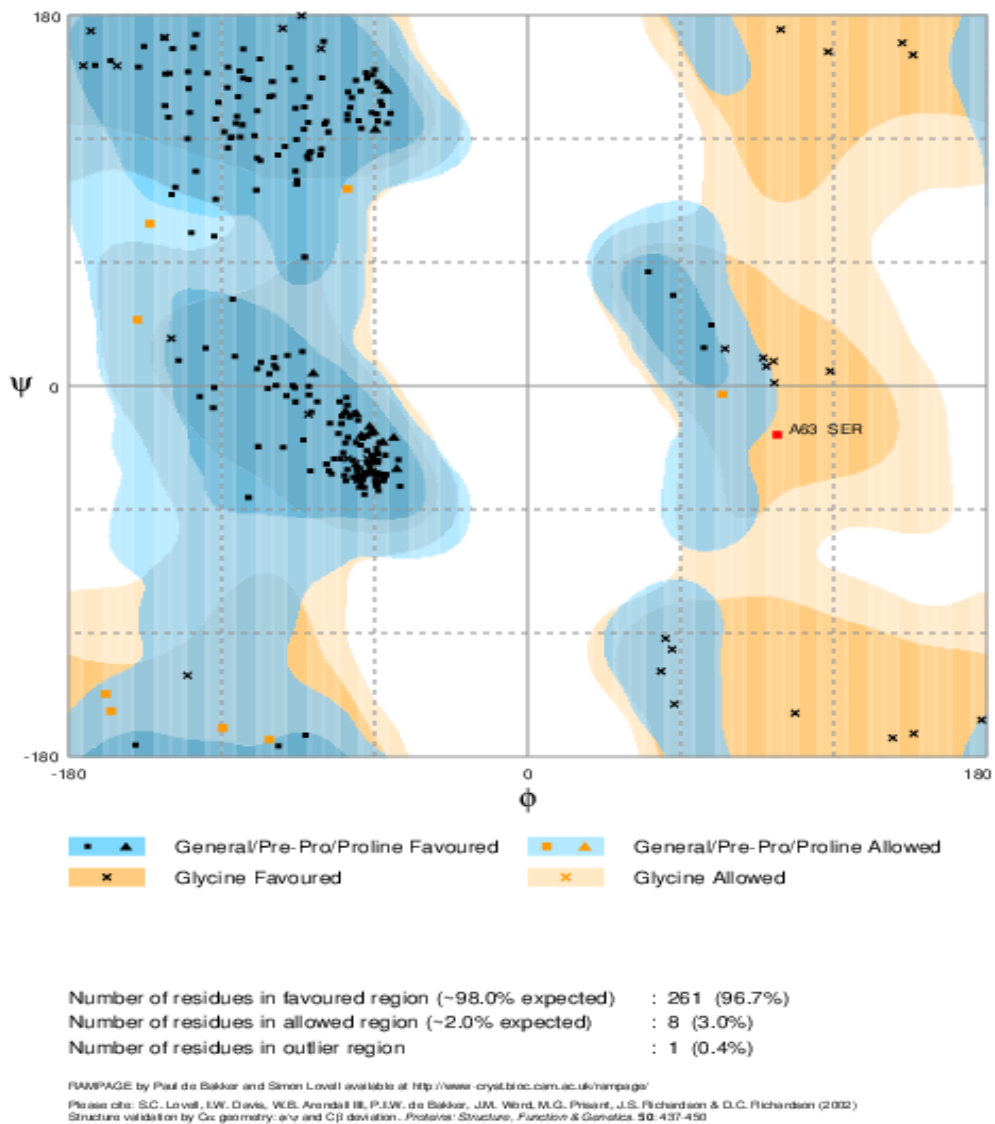 180
A63 SER
Ψ
0
-180
-180
0
180
ϕ
General/Pre-Pro/Proline Favoured
General/Pre-Pro/Proline Allowed
Glycine Favoured
Glycine Allowed
Number of residues in favoured region (~98.0% expected) : 261 (96.7%)
Number of residues in allowed region (~2.0% expected) : 8 (3.0%)
Number of residues in outlier region : 1 (0.4%)
RAMPAGE by Paul de Bakker and Simon Lovell available at http://www-cryst.bioc.cam.ac.uk/rampage/
Please cite: S.C. Lovell, I.W. Davis, W.B. Arendall III, P.I.W. de Bakker, J.M. Word, M.G. Prisant, J.S. Richardson & D.C. Richardson (2002)
Structure validation by Cα geometry: ϕ/ψ and Cβ deviation. Proteins: Structure, Function & Genetics. 50: 437-450